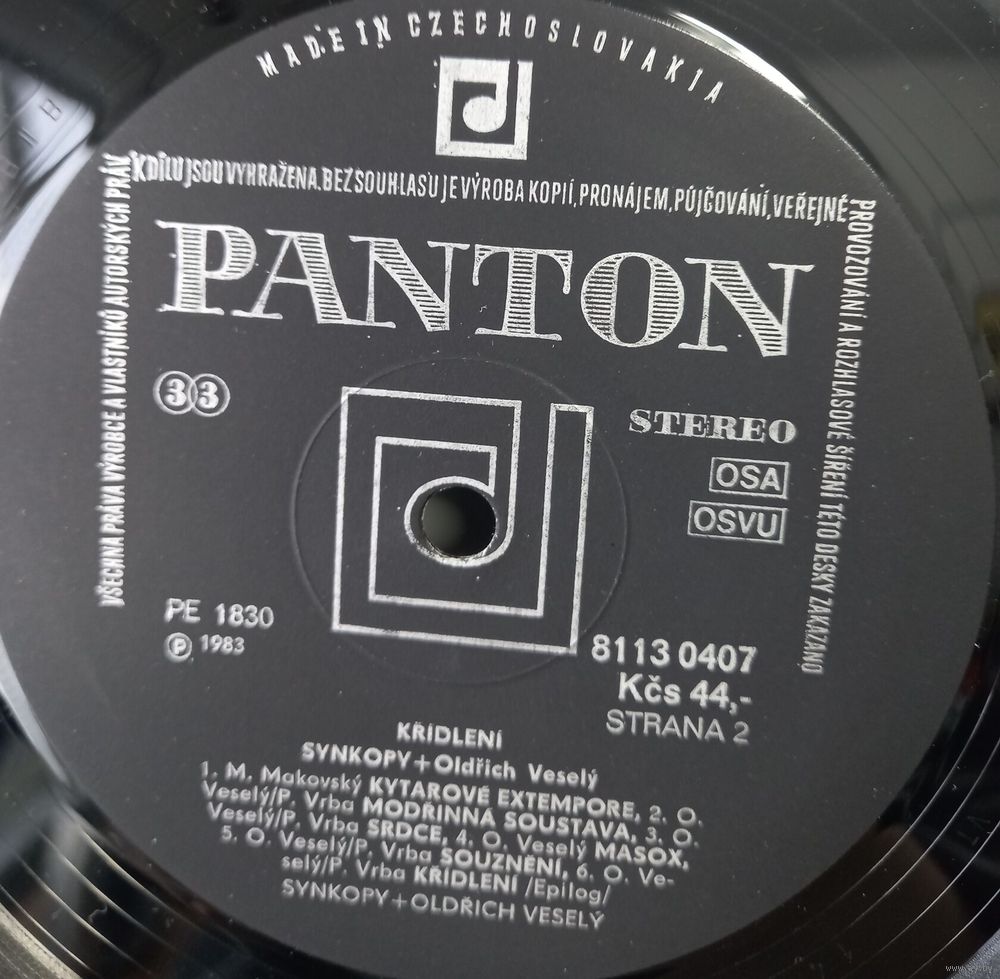 MADE IN CZECHOSLOVAKIA
VŠECHNA PRÁVA VÝROBCE A VLASTNÍKŮ AUTORSKÝCH PRÁV
K DÍLU JSOU VYHRAŽENA. BEZ SOUHLASU JE VÝROBA KOPIÍ, PRONÁJEM, PŮJČOVÁNÍ, VEŘEJNÉ
PROVOZOVÁNÍ A ROZHLASOVÉ ŠÍŘENÍ TÉTO DESKY ZAKÁZÁNO
PANTON
33
STEREO
OSA
OSVU
PE 1830
Ⓟ 1983
8113 0407
Kčs 44,-
STRANA 2
KŘÍDLENÍ
SYNKOPY+Oldřich Veselý
1. M. Makovský KYTAROVÉ EXTEMPORE, 2. O.
Veselý/P. Vrba MODŘINNÁ SOUSTAVA, 3. O.
Veselý/P. Vrba SRDCE, 4. O. Veselý MASOX,
5. O. Veselý/P. Vrba SOUZNĚNÍ, 6. O. Ve-
selý/P. Vrba KŘÍDLENÍ /Epilog/
SYNKOPY+OLDŘICH VESELÝ